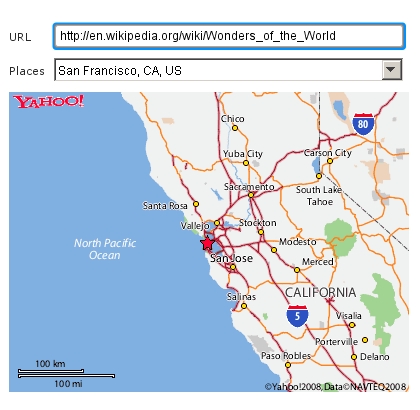 URL http://en.wikipedia.org/wiki/Wonders_of_the_World
Places San Francisco, CA, US
YAHOO!
80
Chico
Yuba City
Carson City
Sacramento
South Lake
Tahoe
Santa Rosa
Vallejo
Stockton
North Pacific
Ocean
Modesto
San Jose
Merced
CALIFORNIA
Salinas
5
Visalia
Porterville
Paso Robles
Delano
100 km
100 mi
©Yahoo!2008, Data©NAVTEQ2008